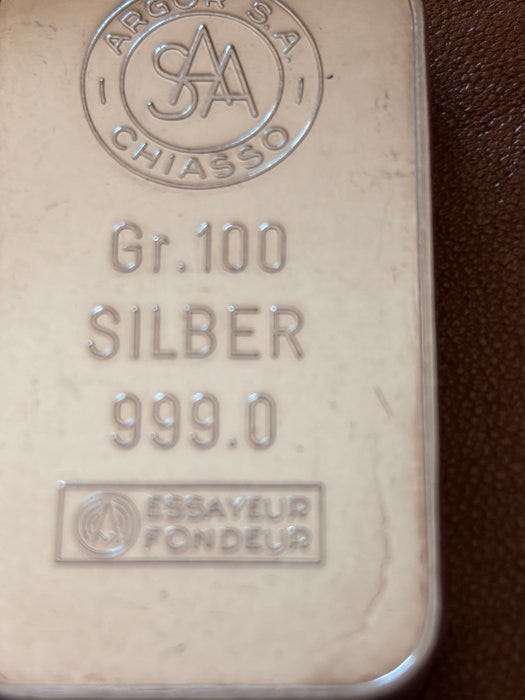 ARGOR S.A.
SAA
CHIASSO
Gr.100
SILBER
999.0
ESSAYEUR
FONDEUR